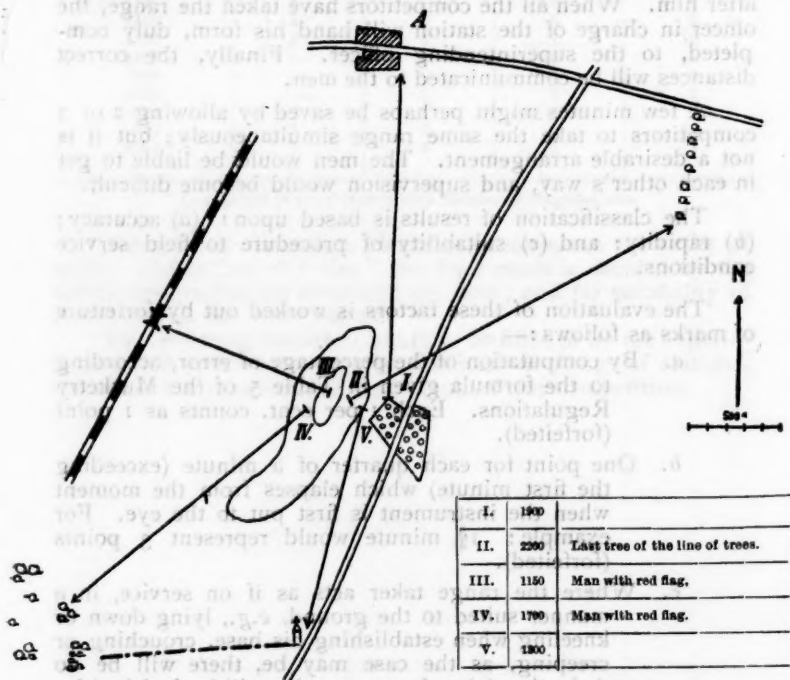 after him. When all the competitors have taken the range, the
officer in charge of the station will hand his form, duly com-
pleted, to the superintending officer. Finally, the correct
distances will be communicated to the men.
few minutes might perhaps be saved by allowing 2 or 3
competitors to take the same range simultaneously; but it is
not a desirable arrangement. The men would be liable to get
in each other's way, and supervision would become difficult.
The classification of results is based upon: (a) accuracy;
(b) rapidity; and (c) suitability of procedure to field service
conditions.
The evaluation of these factors is worked out by forfeiture
of marks as follows:—
a. By computation of the percentage of error, according
to the formula given in Table 5 of the Musketry
Regulations. Each per cent. counts as 1 point
(forfeited).
b. One point for each quarter of a minute (exceeding
the first minute) which elapses from the moment
when the instrument is first put to the eye. For
example: minute would represent 3 points
(forfeited).
c. Where the range taker acts as if on service, in a
manner suited to the ground, e.g., lying down or
kneeling when establishing his base, crouching or
creeping, as the case may be, there will be no
A
N
500
III.
II.
I.
IV.
V.
I. 1900
II. 2200 Last tree of the line of trees.
III. 1150 Man with red flag.
IV. 1700 Man with red flag.
V. 1300